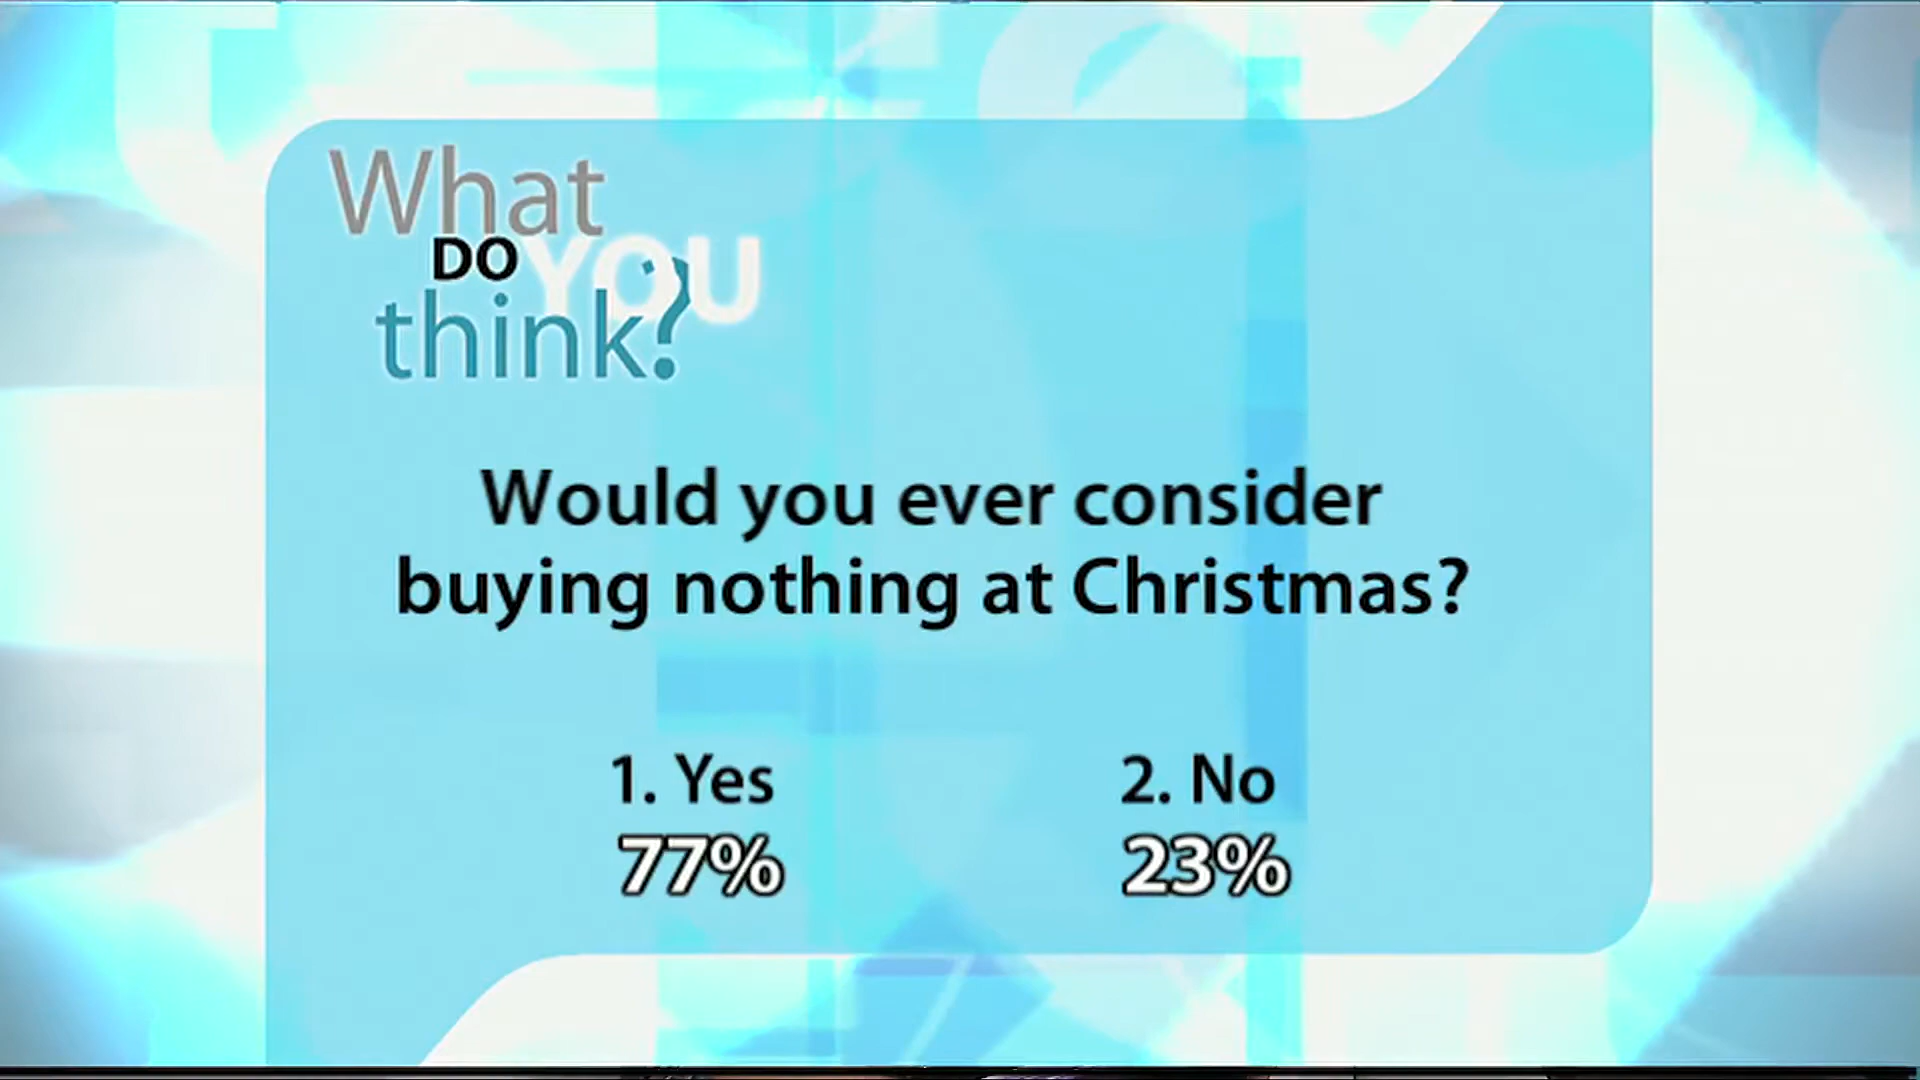 What
DO YOU
think?
Would you ever consider
buying nothing at Christmas?
1. Yes
77%
2. No
23%